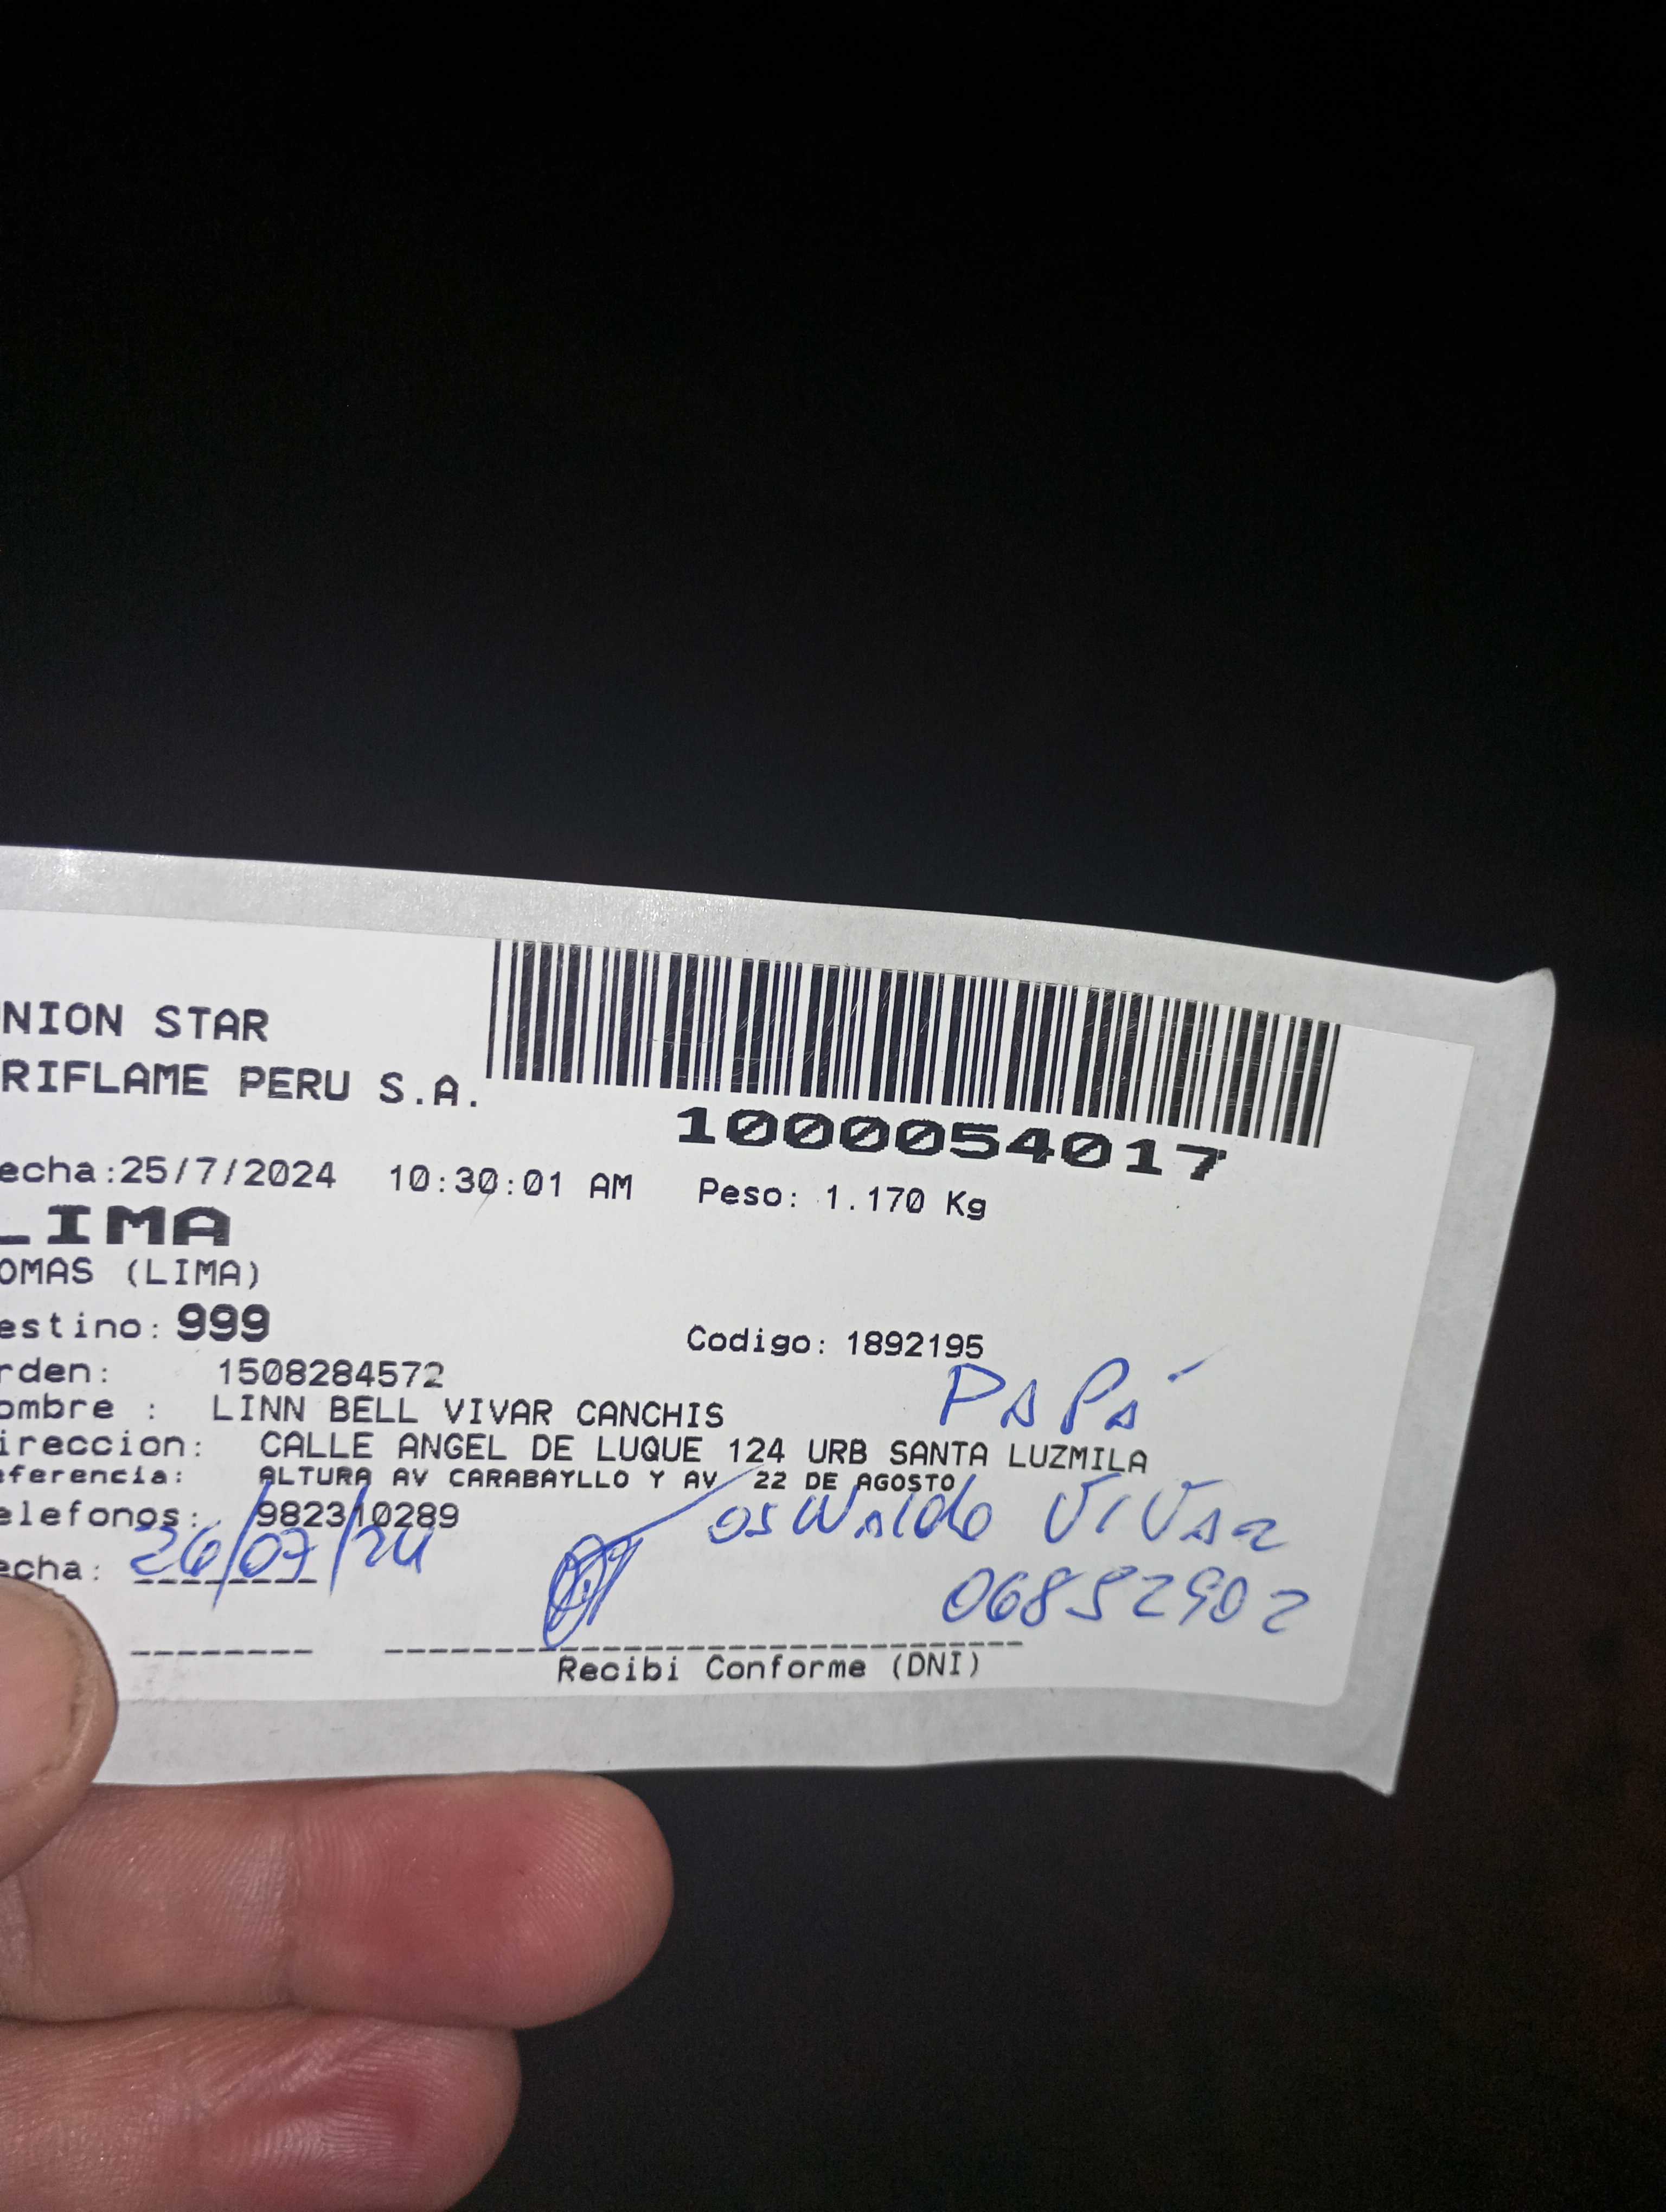 NION STAR
RIFLAME PERU S.A.
1000054017
echa:25/7/2024 10:30:01 AM Peso: 1.170 Kg
LIMA
OMAS (LIMA)
estino: 999
Codigo: 1892195
rden: 1508284572
PAPÁ
ombre : LINN BELL VIVAR CANCHIS
ireccion: CALLE ANGEL DE LUQUE 124 URB SANTA LUZMILA
eferencia: ALTURA AV CARABAYLLO Y AV 22 DE AGOSTO
elefonos: 982310289
Oswaldo VIVAR
echa: 26/07/24
06852902
Recibi Conforme (DNI)